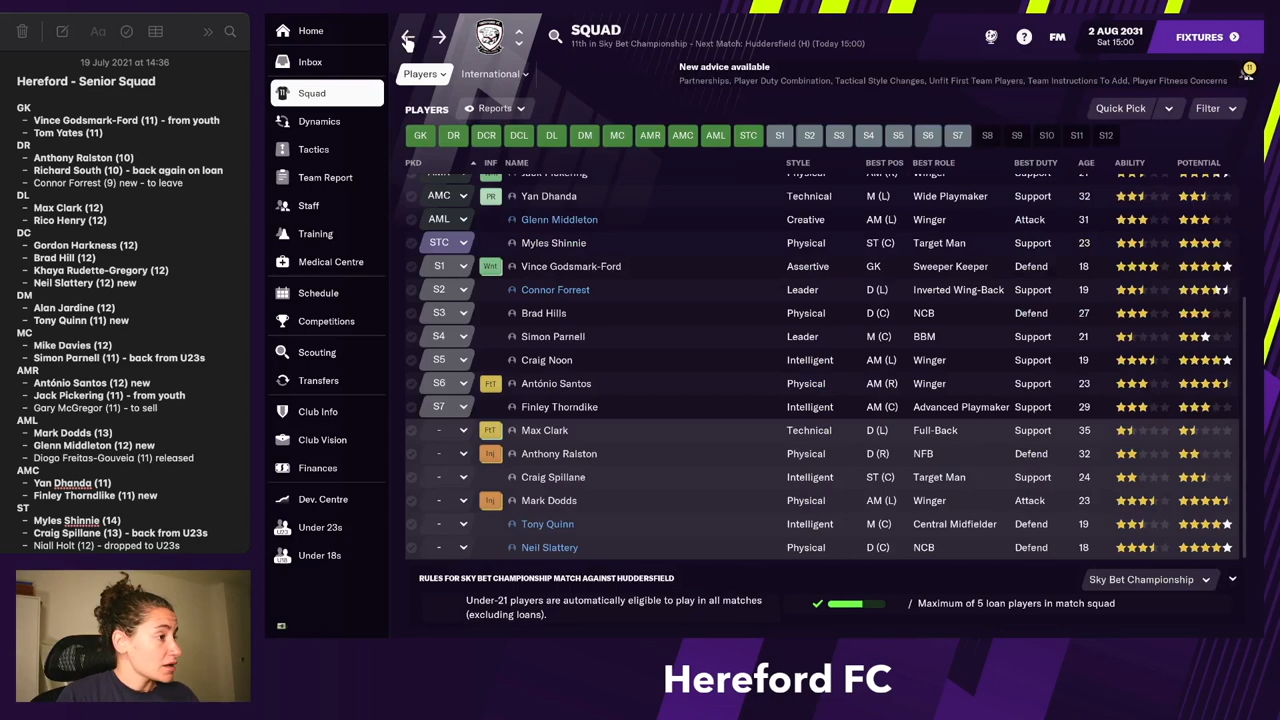 19 July 2021 at 14:36
Hereford - Senior Squad
GK
– Vince Godsmark-Ford (11) - from youth
– Tom Yates (11)
DR
– Anthony Ralston (10)
– Richard South (10) - back again on loan
– Connor Forrest (9) new - to leave
DL
– Max Clark (12)
– Rico Henry (12)
DC
– Gordon Harkness (12)
– Brad Hill (12)
– Khaya Rudette-Gregory (12)
– Neil Slattery (12) new
DM
– Alan Jardine (12)
– Tony Quinn (11) new
MC
– Mike Davies (12)
– Simon Parnell (11) - back from U23s
AMR
– António Santos (12) new
– Jack Pickering (11) - from youth
– Gary McGregor (11) - to sell
AML
– Mark Dodds (13)
– Glenn Middleton (12) new
– Diogo Freitas-Gouveia (11) released
AMC
– Yan Dhanda (11)
– Finley Thorndlike (11) new
ST
– Myles Shinnie (14)
– Craig Spillane (13) - back from U23s
– Niall Holt (12) - dropped to U23s
Home
Inbox
Squad
Dynamics
Tactics
Team Report
Staff
Training
Medical Centre
Schedule
Competitions
Scouting
Transfers
Club Info
Club Vision
Finances
Dev. Centre
Under 23s
Under 18s
SQUAD
11th in Sky Bet Championship - Next Match: Huddersfield (H) (Today 15:00)
FM
2 AUG 2031
Sat 15:00
FIXTURES
Players
International
New advice available
Partnerships, Player Duty Combination, Tactical Style Changes, Unfit First Team Players, Team Instructions To Add, Player Fitness Concerns
11
PLAYERS
Reports
Quick Pick
Filter
GK DR DCR DCL DL DM MC AMR AMC AML STC S1 S2 S3 S4 S5 S6 S7 S8 S9 S10 S11 S12
PKD INF NAME STYLE BEST POS BEST ROLE BEST DUTY AGE ABILITY POTENTIAL
AMR Jack Pickering Physical AM (R) Winger Support 21
AMC PR Yan Dhanda Technical M (L) Wide Playmaker Support 32
AML Glenn Middleton Creative AM (L) Winger Attack 31
STC Myles Shinnie Physical ST (C) Target Man Support 23
S1 Wnt Vince Godsmark-Ford Assertive GK Sweeper Keeper Defend 18
S2 Connor Forrest Leader D (L) Inverted Wing-Back Support 19
S3 Brad Hills Physical D (C) NCB Defend 27
S4 Simon Parnell Leader M (C) BBM Support 21
S5 Craig Noon Intelligent AM (L) Winger Support 19
S6 FtT António Santos Physical AM (R) Winger Support 23
S7 Finley Thorndike Intelligent AM (C) Advanced Playmaker Support 29
- FtT Max Clark Technical D (L) Full-Back Support 35
- Inj Anthony Ralston Physical D (R) NFB Defend 32
- Craig Spillane Intelligent ST (C) Target Man Support 24
- Inj Mark Dodds Physical AM (L) Winger Attack 23
- Tony Quinn Intelligent M (C) Central Midfielder Defend 19
- Neil Slattery Physical D (C) NCB Defend 18
RULES FOR SKY BET CHAMPIONSHIP MATCH AGAINST HUDDERSFIELD
Sky Bet Championship
Under-21 players are automatically eligible to play in all matches
(excluding loans).
/ Maximum of 5 loan players in match squad
Hereford FC